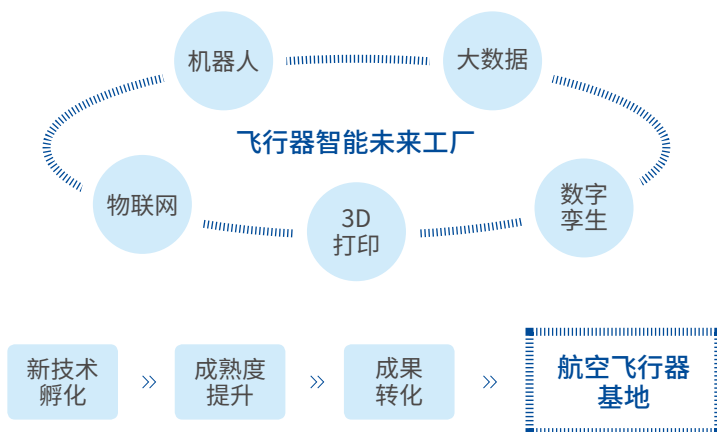 机器人
大数据
飞行器智能未来工厂
物联网
3D
打印
数字
孪生
新技术
孵化
成熟度
提升
成果
转化
航空飞行器
基地